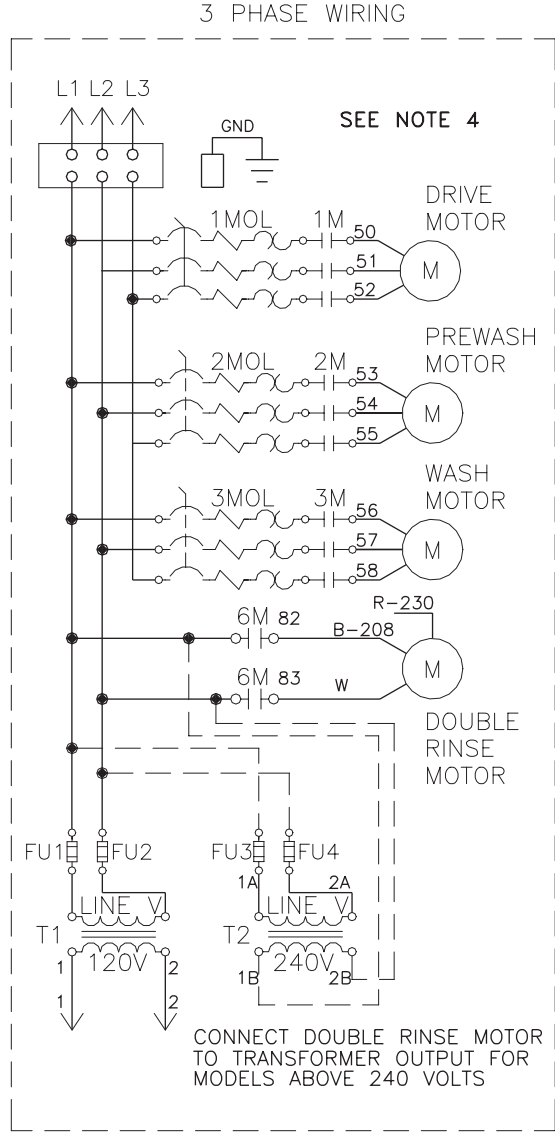 3 PHASE WIRING
L1 L2 L3
GND
SEE NOTE 4
DRIVE
MOTOR
1MOL 1M 50
51
52
M
PREWASH
MOTOR
2MOL 2M 53
54
55
M
WASH
MOTOR
3MOL 3M 56
57
58
M
R-230
6M 82
B-208
M
6M 83
W
DOUBLE
RINSE
MOTOR
FU1 FU2 FU3 FU4
1A 2A
LINE V LINE V
T1 T2
120V 240V
1 2 1B 2B
1 2
CONNECT DOUBLE RINSE MOTOR
TO TRANSFORMER OUTPUT FOR
MODELS ABOVE 240 VOLTS